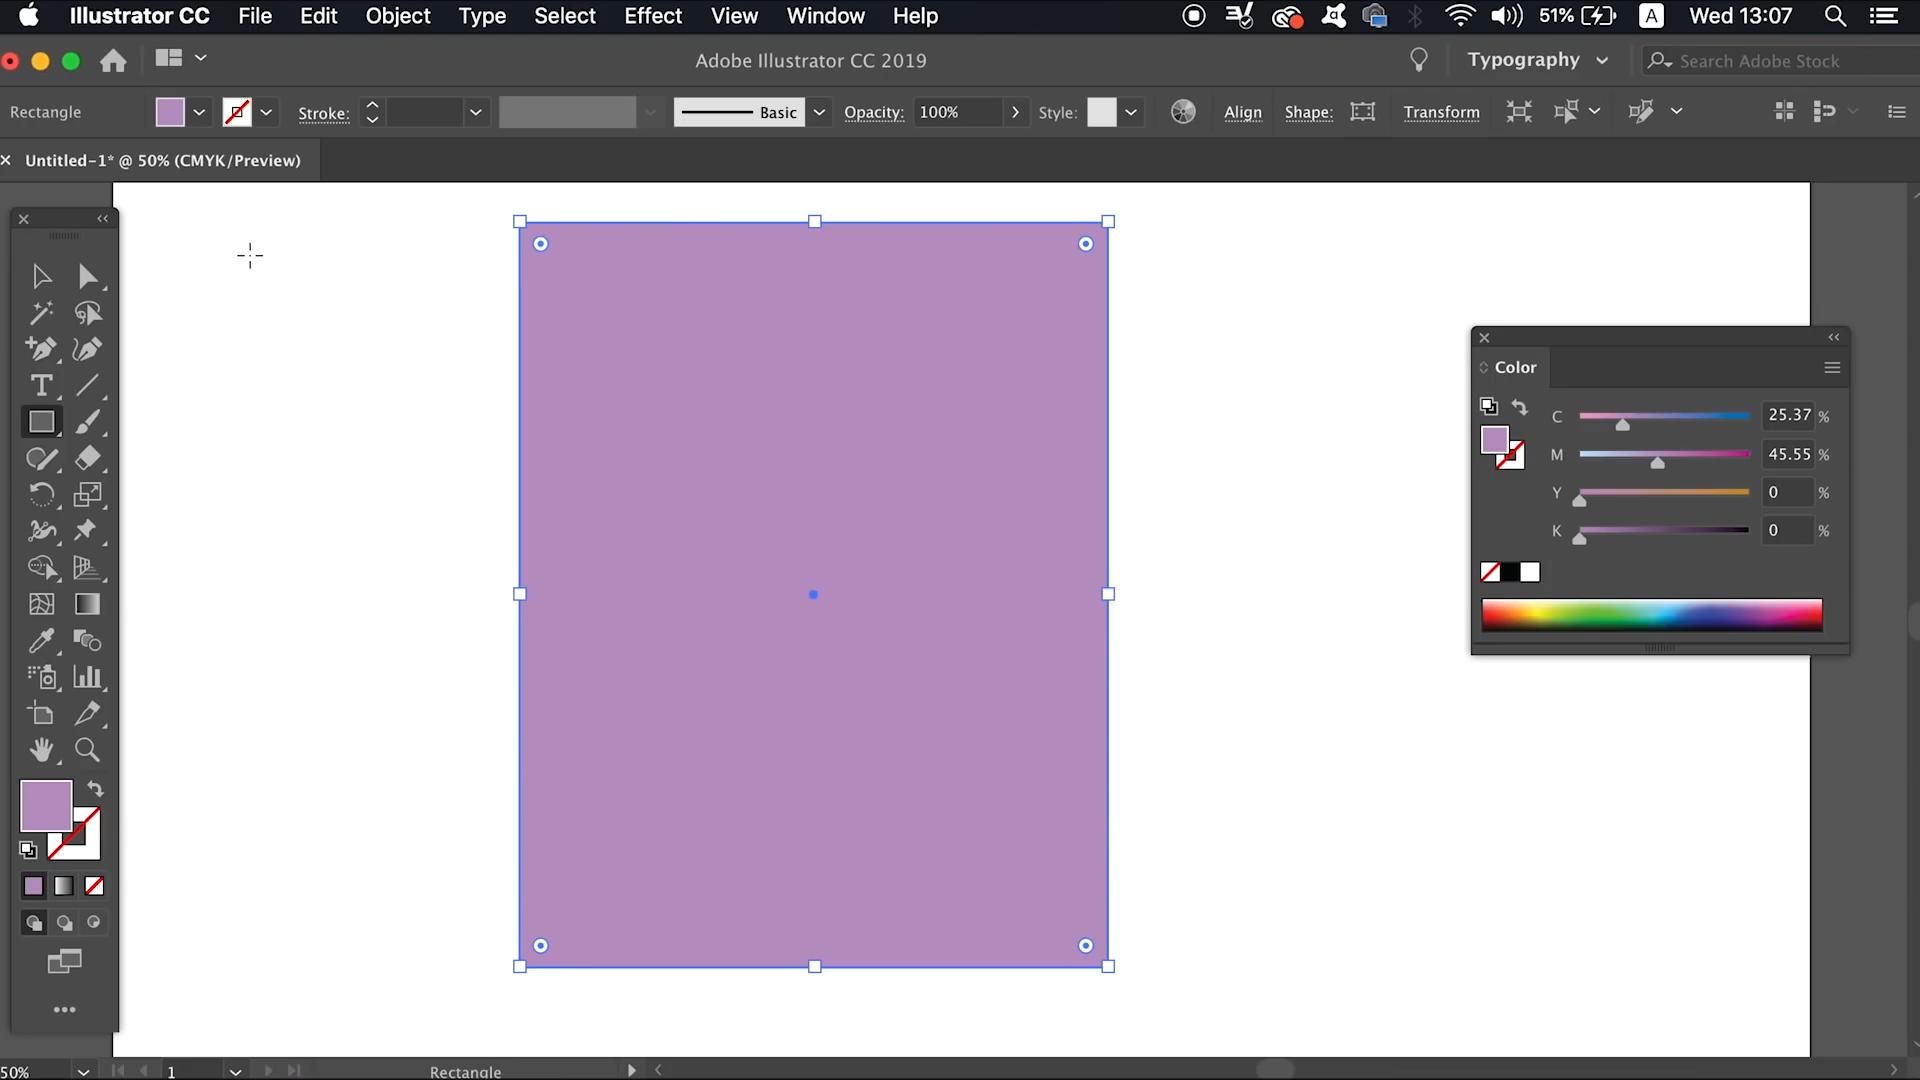 Illustrator CC File Edit Object Type Select Effect View Window Help 51% A Wed 13:07
Adobe Illustrator CC 2019 Typography Search Adobe Stock
Rectangle Stroke: Basic Opacity: 100% Style: Align Shape: Transform
Untitled-1* @ 50% (CMYK/Preview)
Color
C 25.37 %
M 45.55 %
Y 0 %
K 0 %
50% 1 Rectangle